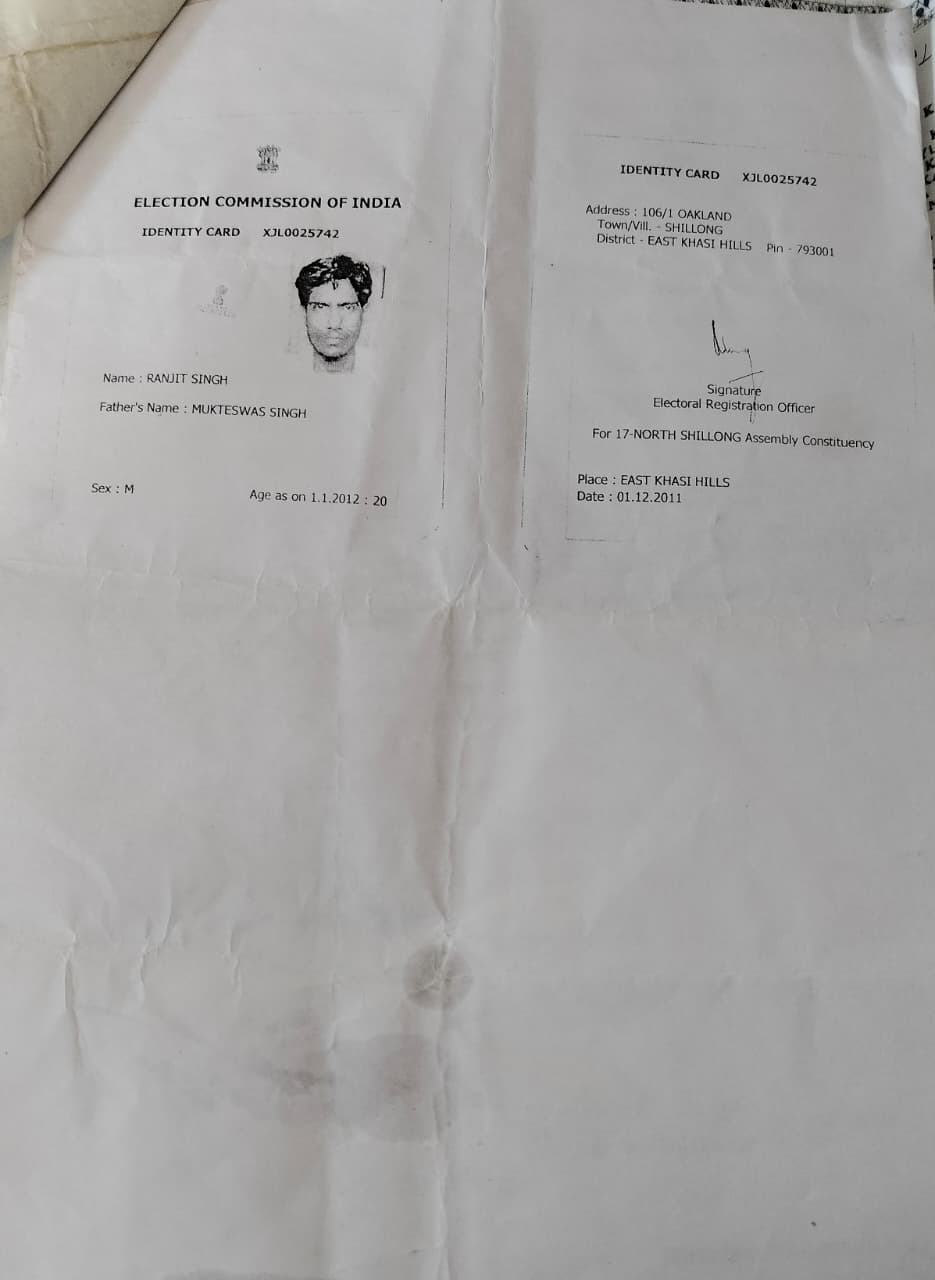 ELECTION COMMISSION OF INDIA
IDENTITY CARD XJL0025742
Name : RANJIT SINGH
Father's Name : MUKTESWAS SINGH
Sex : M
Age as on 1.1.2012 : 20
IDENTITY CARD XJL0025742
Address : 106/1 OAKLAND
Town/Vill. - SHILLONG
District - EAST KHASI HILLS Pin - 793001
Signature
Electoral Registration Officer
For 17-NORTH SHILLONG Assembly Constituency
Place : EAST KHASI HILLS
Date : 01.12.2011